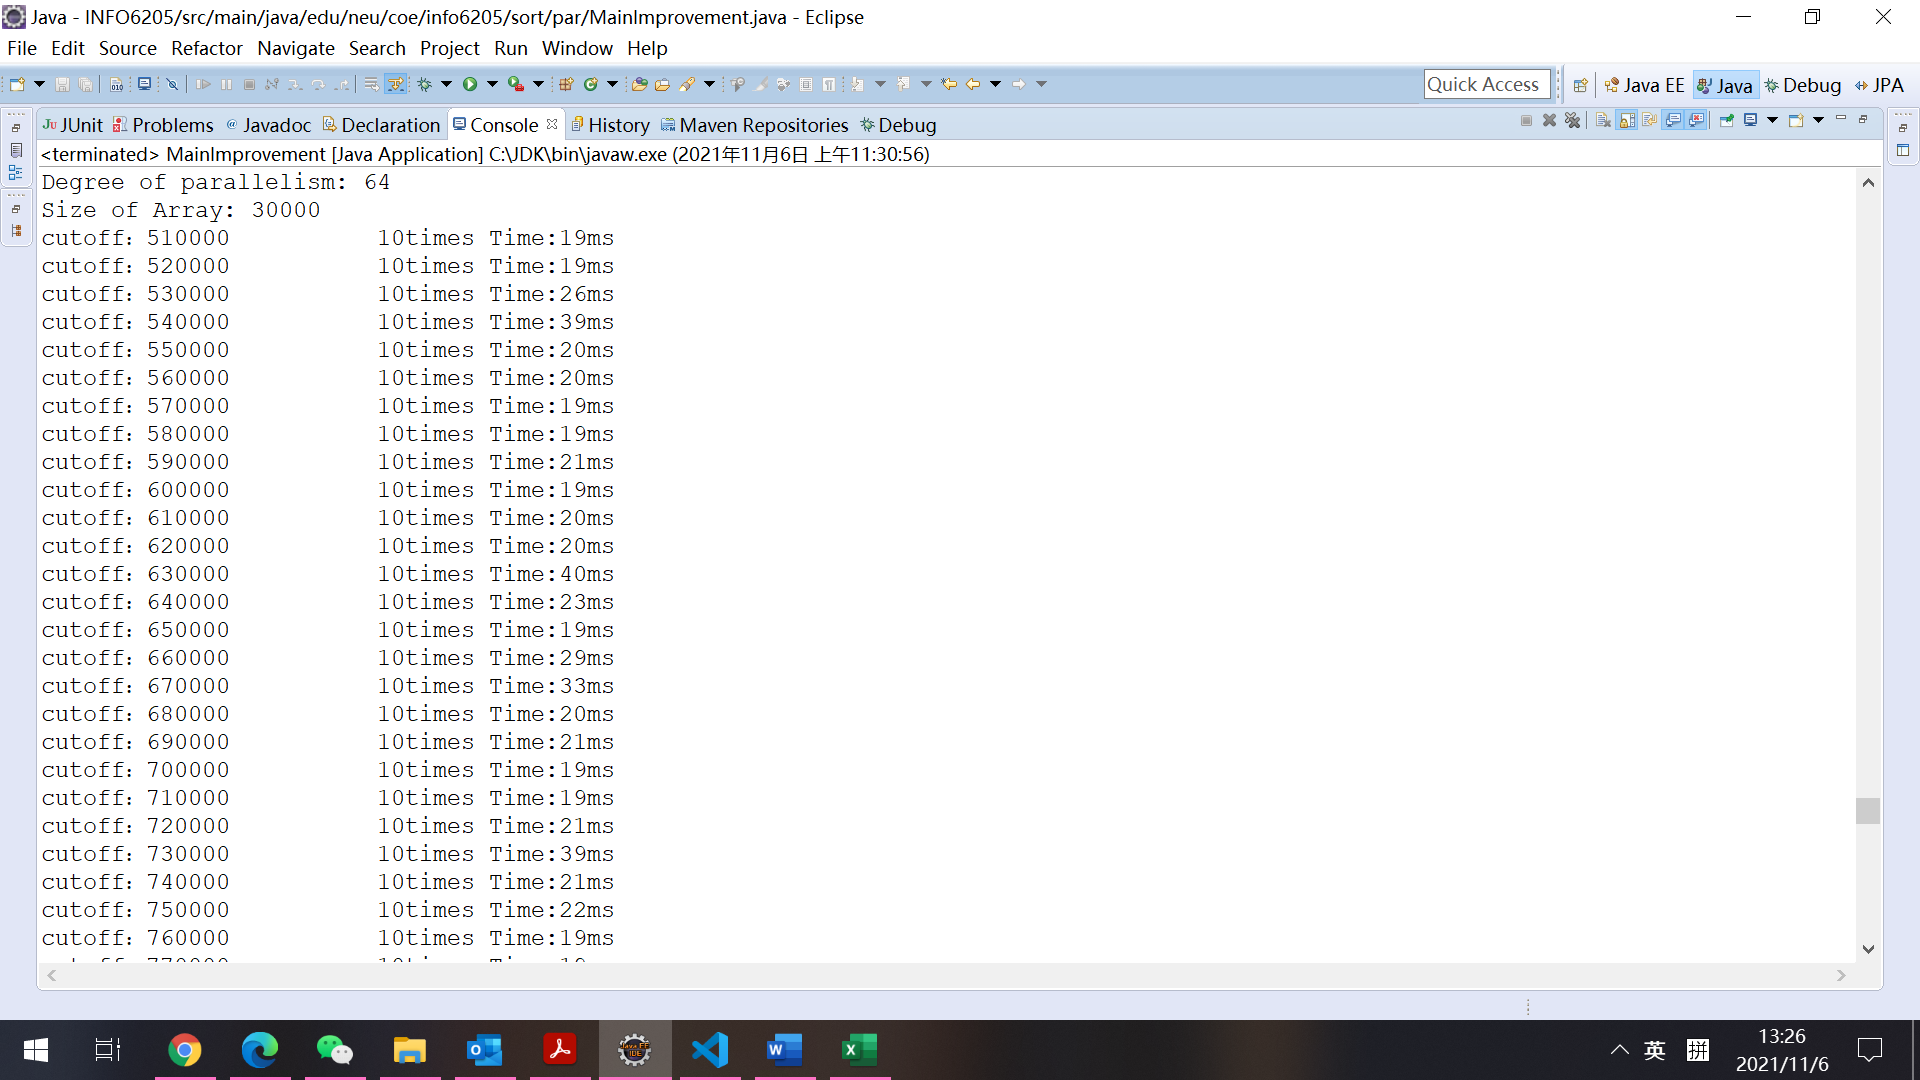 Java - INFO6205/src/main/java/edu/neu/coe/info6205/sort/par/MainImprovement.java - Eclipse
File Edit Source Refactor Navigate Search Project Run Window Help
Quick Access Java EE Java Debug JPA
JUnit Problems Javadoc Declaration Console History Maven Repositories Debug
<terminated> MainImprovement [Java Application] C:\JDK\bin\javaw.exe (2021年11月6日 上午11:30:56)
Degree of parallelism: 64
Size of Array: 30000
cutoff: 510000 10times Time:19ms
cutoff: 520000 10times Time:19ms
cutoff: 530000 10times Time:26ms
cutoff: 540000 10times Time:39ms
cutoff: 550000 10times Time:20ms
cutoff: 560000 10times Time:20ms
cutoff: 570000 10times Time:19ms
cutoff: 580000 10times Time:19ms
cutoff: 590000 10times Time:21ms
cutoff: 600000 10times Time:19ms
cutoff: 610000 10times Time:20ms
cutoff: 620000 10times Time:20ms
cutoff: 630000 10times Time:40ms
cutoff: 640000 10times Time:23ms
cutoff: 650000 10times Time:19ms
cutoff: 660000 10times Time:29ms
cutoff: 670000 10times Time:33ms
cutoff: 680000 10times Time:20ms
cutoff: 690000 10times Time:21ms
cutoff: 700000 10times Time:19ms
cutoff: 710000 10times Time:19ms
cutoff: 720000 10times Time:21ms
cutoff: 730000 10times Time:39ms
cutoff: 740000 10times Time:21ms
cutoff: 750000 10times Time:22ms
cutoff: 760000 10times Time:19ms
英 拼 13:26
2021/11/6